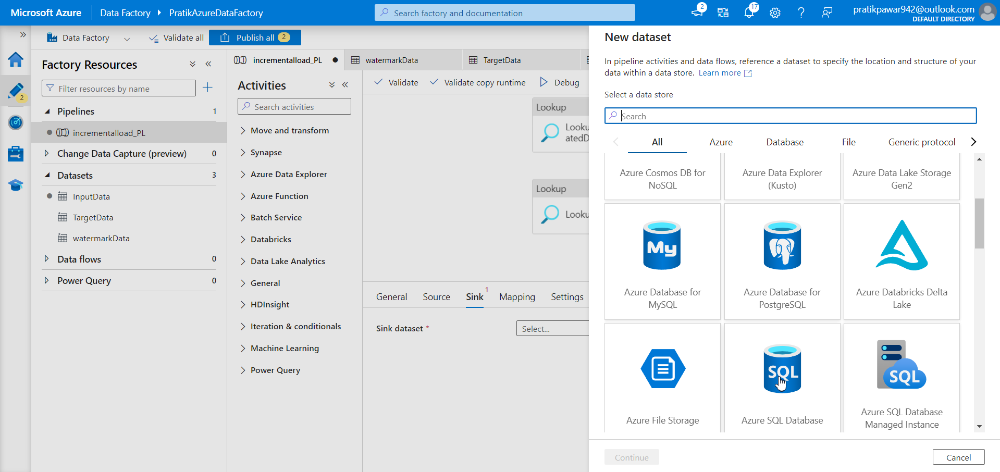 Microsoft Azure
Data Factory
PratikAzureDataFactory
Search factory and documentation
2
17
pratikpawar942@outlook.com
DEFAULT DIRECTORY
Data Factory
Validate all
Publish all
2
2
Factory Resources
Filter resources by name
Pipelines
1
incrementalload_PL
Change Data Capture (preview)
0
Datasets
3
InputData
TargetData
watermarkData
Data flows
0
Power Query
0
incrementalload_PL
watermarkData
TargetData
Activities
Search activities
Move and transform
Synapse
Azure Data Explorer
Azure Function
Batch Service
Databricks
Data Lake Analytics
General
HDInsight
Iteration & conditionals
Machine Learning
Power Query
Validate
Validate copy runtime
Debug
Lookup
Looku
atedD
Lookup
Looku
General
Source
Sink
1
Mapping
Settings
Sink dataset *
Select...
New dataset
In pipeline activities and data flows, reference a dataset to specify the location and structure of your
data within a data store. Learn more
Select a data store
Search
All
Azure
Database
File
Generic protocol
Azure Cosmos DB for
NoSQL
Azure Data Explorer
(Kusto)
Azure Data Lake Storage
Gen2
My
Azure Database for
MySQL
Azure Database for
PostgreSQL
Azure Databricks Delta
Lake
Azure File Storage
SQL
Azure SQL Database
SQL
Azure SQL Database
Managed Instance
Continue
Cancel